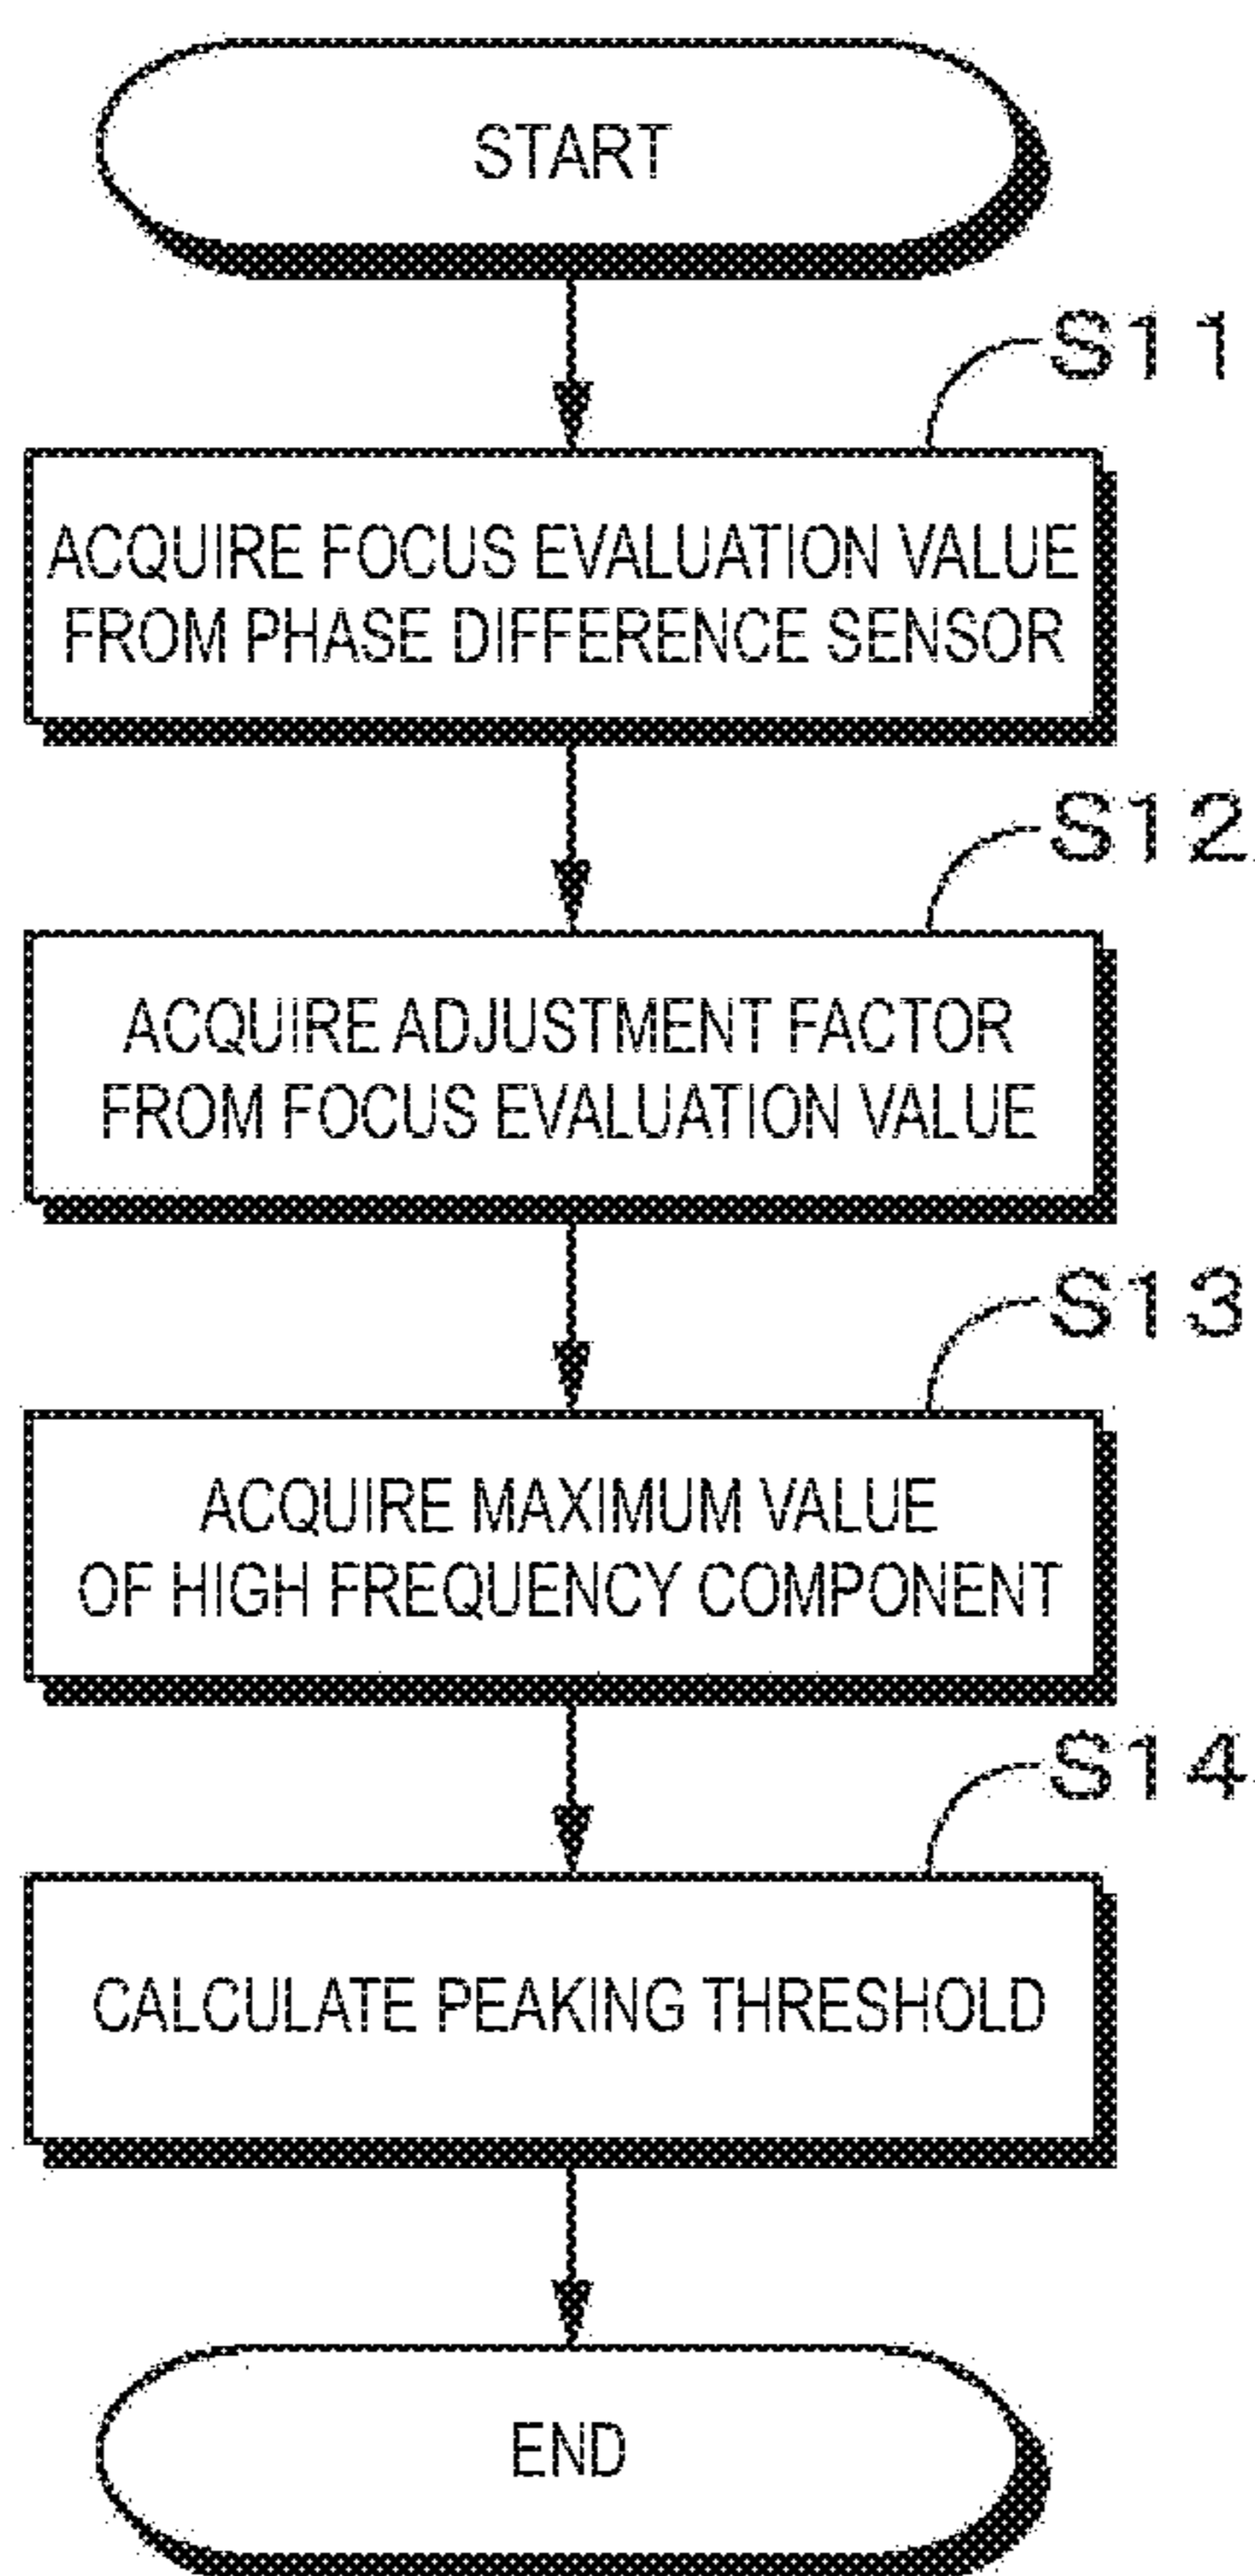 START
S11
ACQUIRE FOCUS EVALUATION VALUE
FROM PHASE DIFFERENCE SENSOR
S12
ACQUIRE ADJUSTMENT FACTOR
FROM FOCUS EVALUATION VALUE
S13
ACQUIRE MAXIMUM VALUE
OF HIGH FREQUENCY COMPONENT
S14
CALCULATE PEAKING THRESHOLD
END